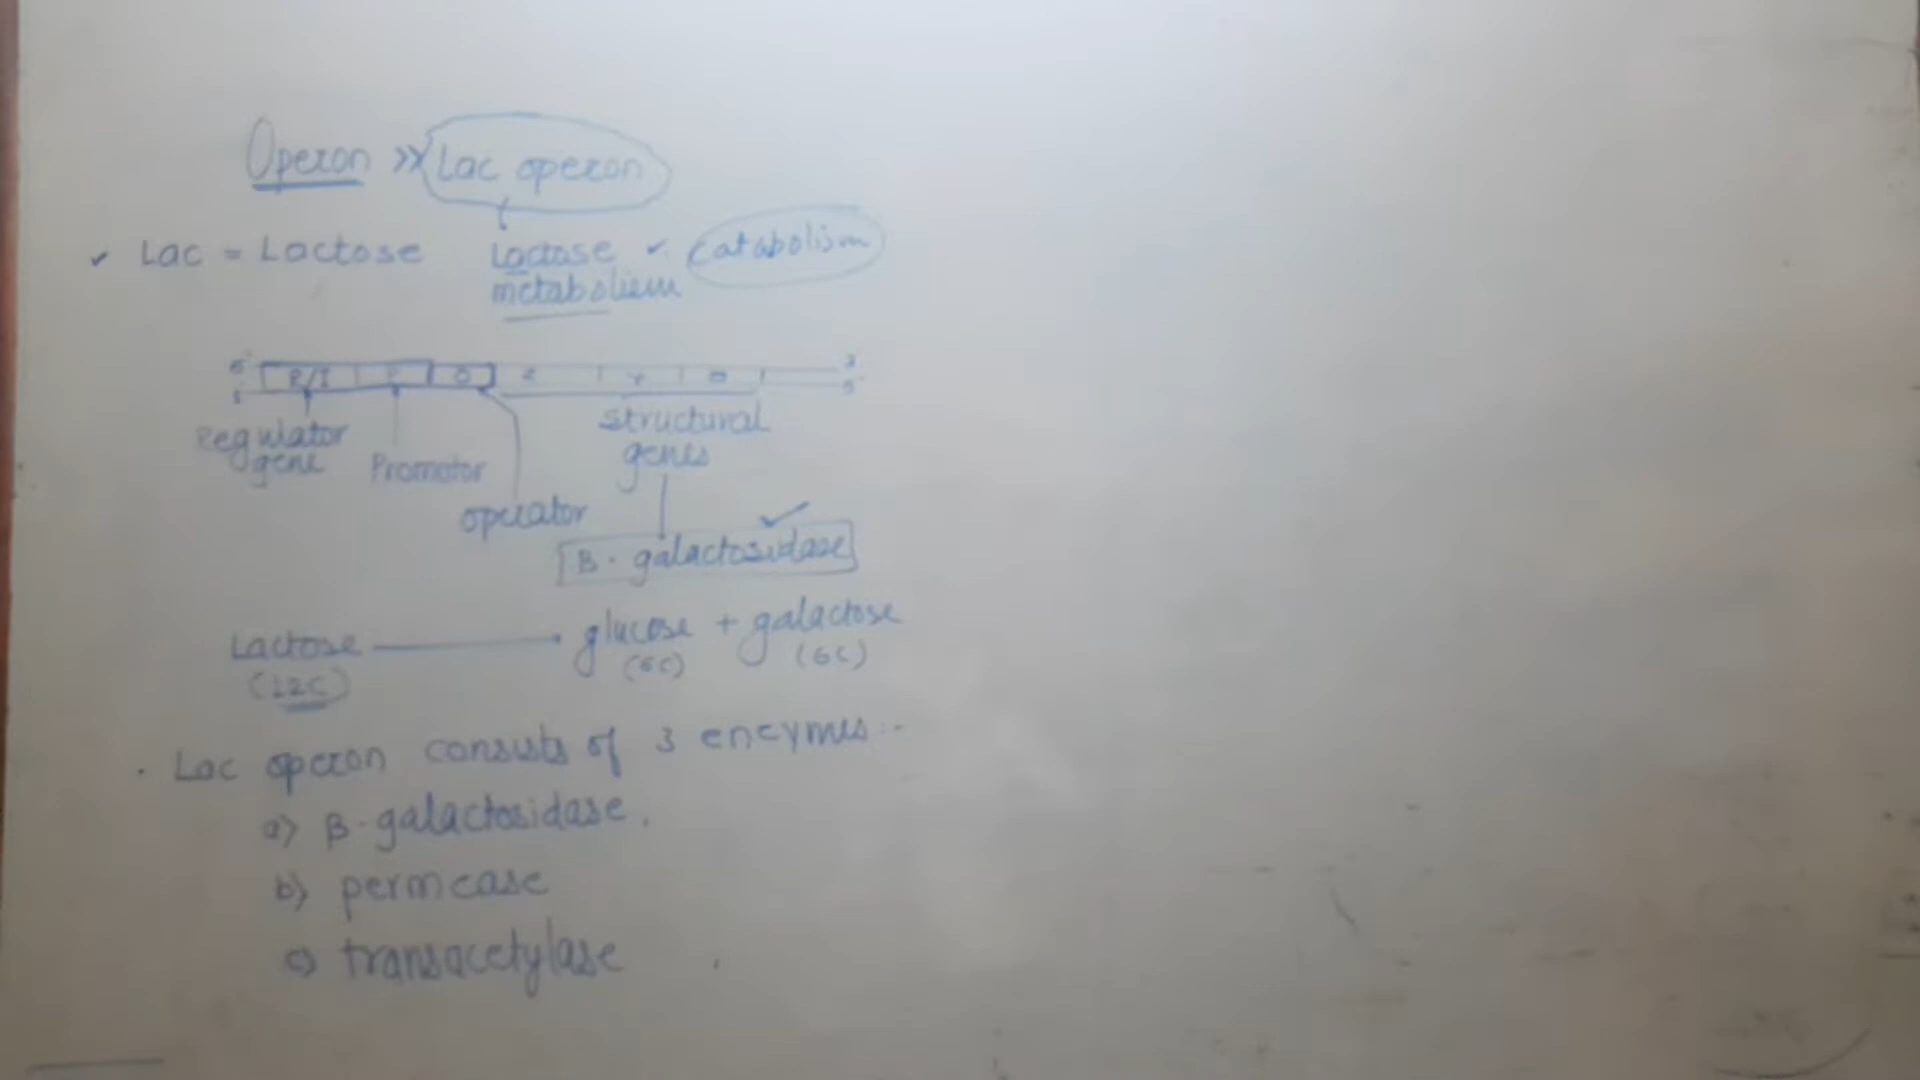 Operon >> Lac operon
✓ Lac = Lactose Lactose ✓ Catabolism
metabolism
R/I P O Z Y a
Regulator
gene
Promotor
operator
structural
genes
B. galactosidase
Lactose → glucose + galactose
(12C) (6C) (6C)
· Lac operon consists of 3 enzymes :-
a) β-galactosidase.
b) permease
c) transacetylase